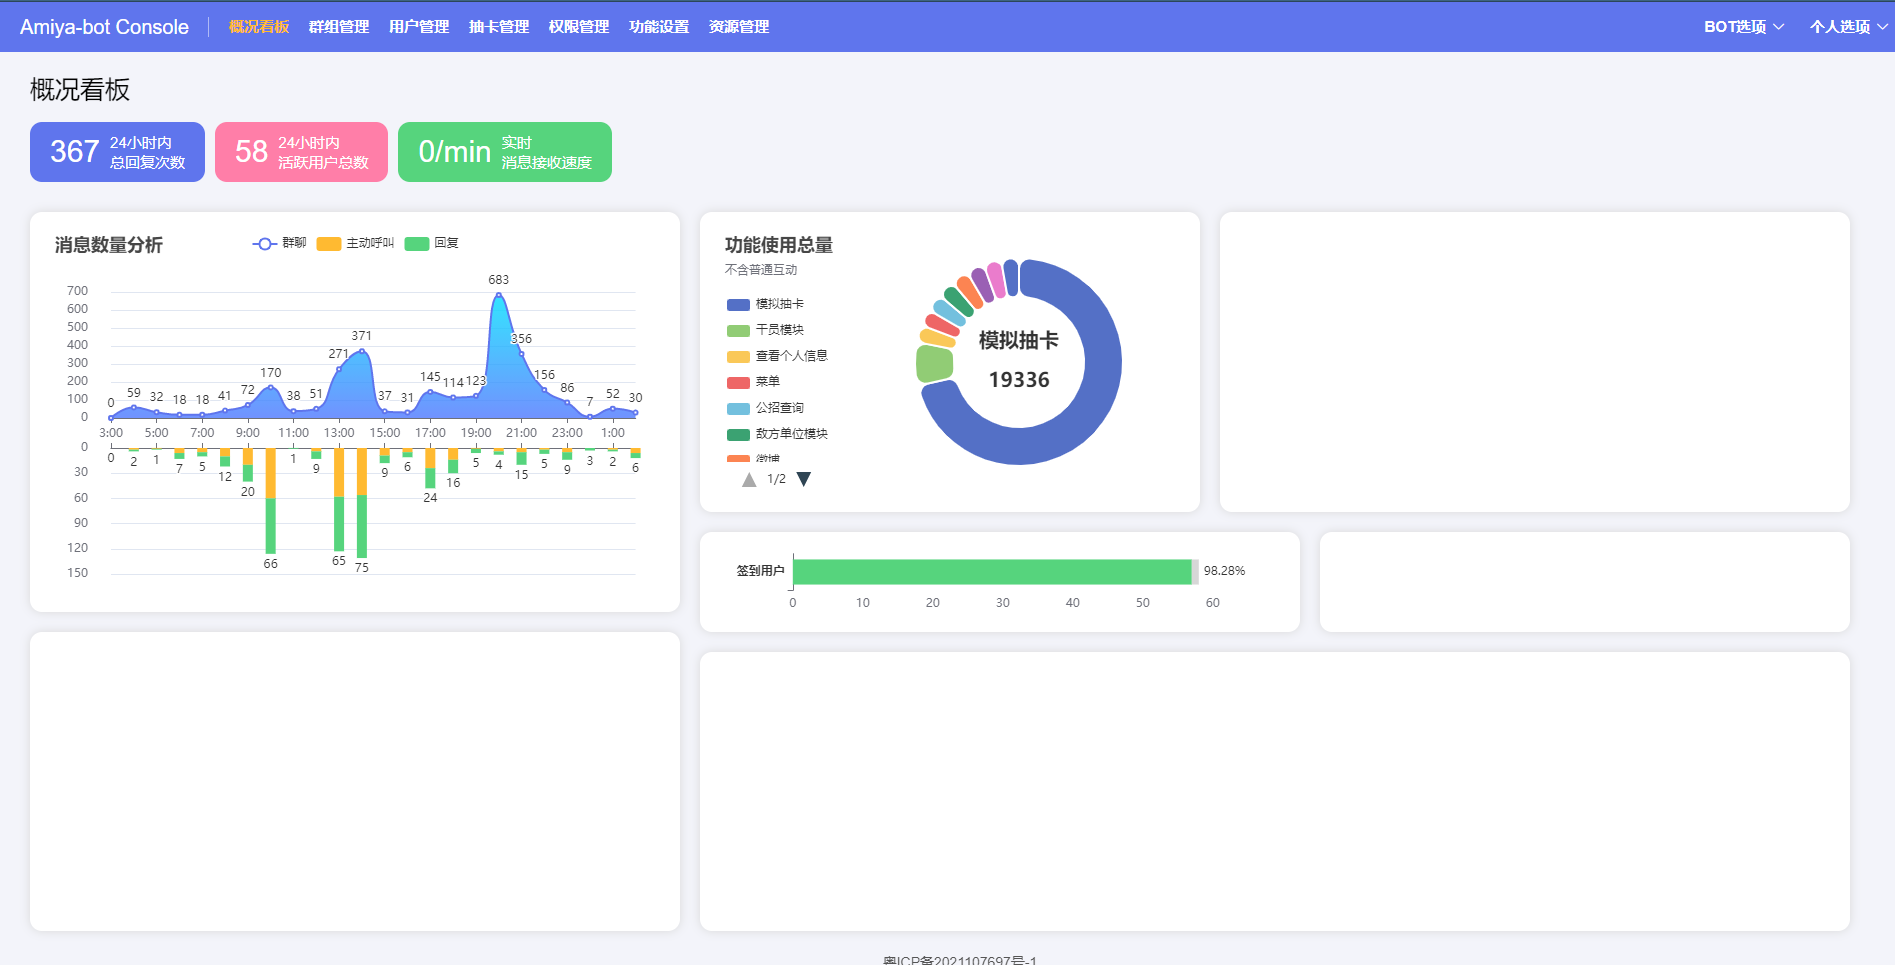 Amiya-bot Console
概况看板 群组管理 用户管理 抽卡管理 权限管理 功能设置 资源管理
BOT选项 个人选项
概况看板
367 24小时内
总回复次数
58 24小时内
活跃用户总数
0/min 实时
消息接收速度
消息数量分析
群聊 主动呼叫 回复
700
600
500
400
300
200
100
0
0 59 32 18 18 41 72 170 38 51 271 371 37 31 145 114 123 683 356 156 86 7 52 30
3:00 5:00 7:00 9:00 11:00 13:00 15:00 17:00 19:00 21:00 23:00 1:00
0
30
60
90
120
150
0 2 1 7 5 12 20 66 1 9 65 75 9 6 24 16 5 4 15 5 9 3 2 6
功能使用总量
不含普通互动
模拟抽卡
干员模块
查看个人信息
菜单
公招查询
敌方单位模块
微博
1/2
模拟抽卡
19336
签到用户
98.28%
0 10 20 30 40 50 60
粤ICP备2021107697号-1